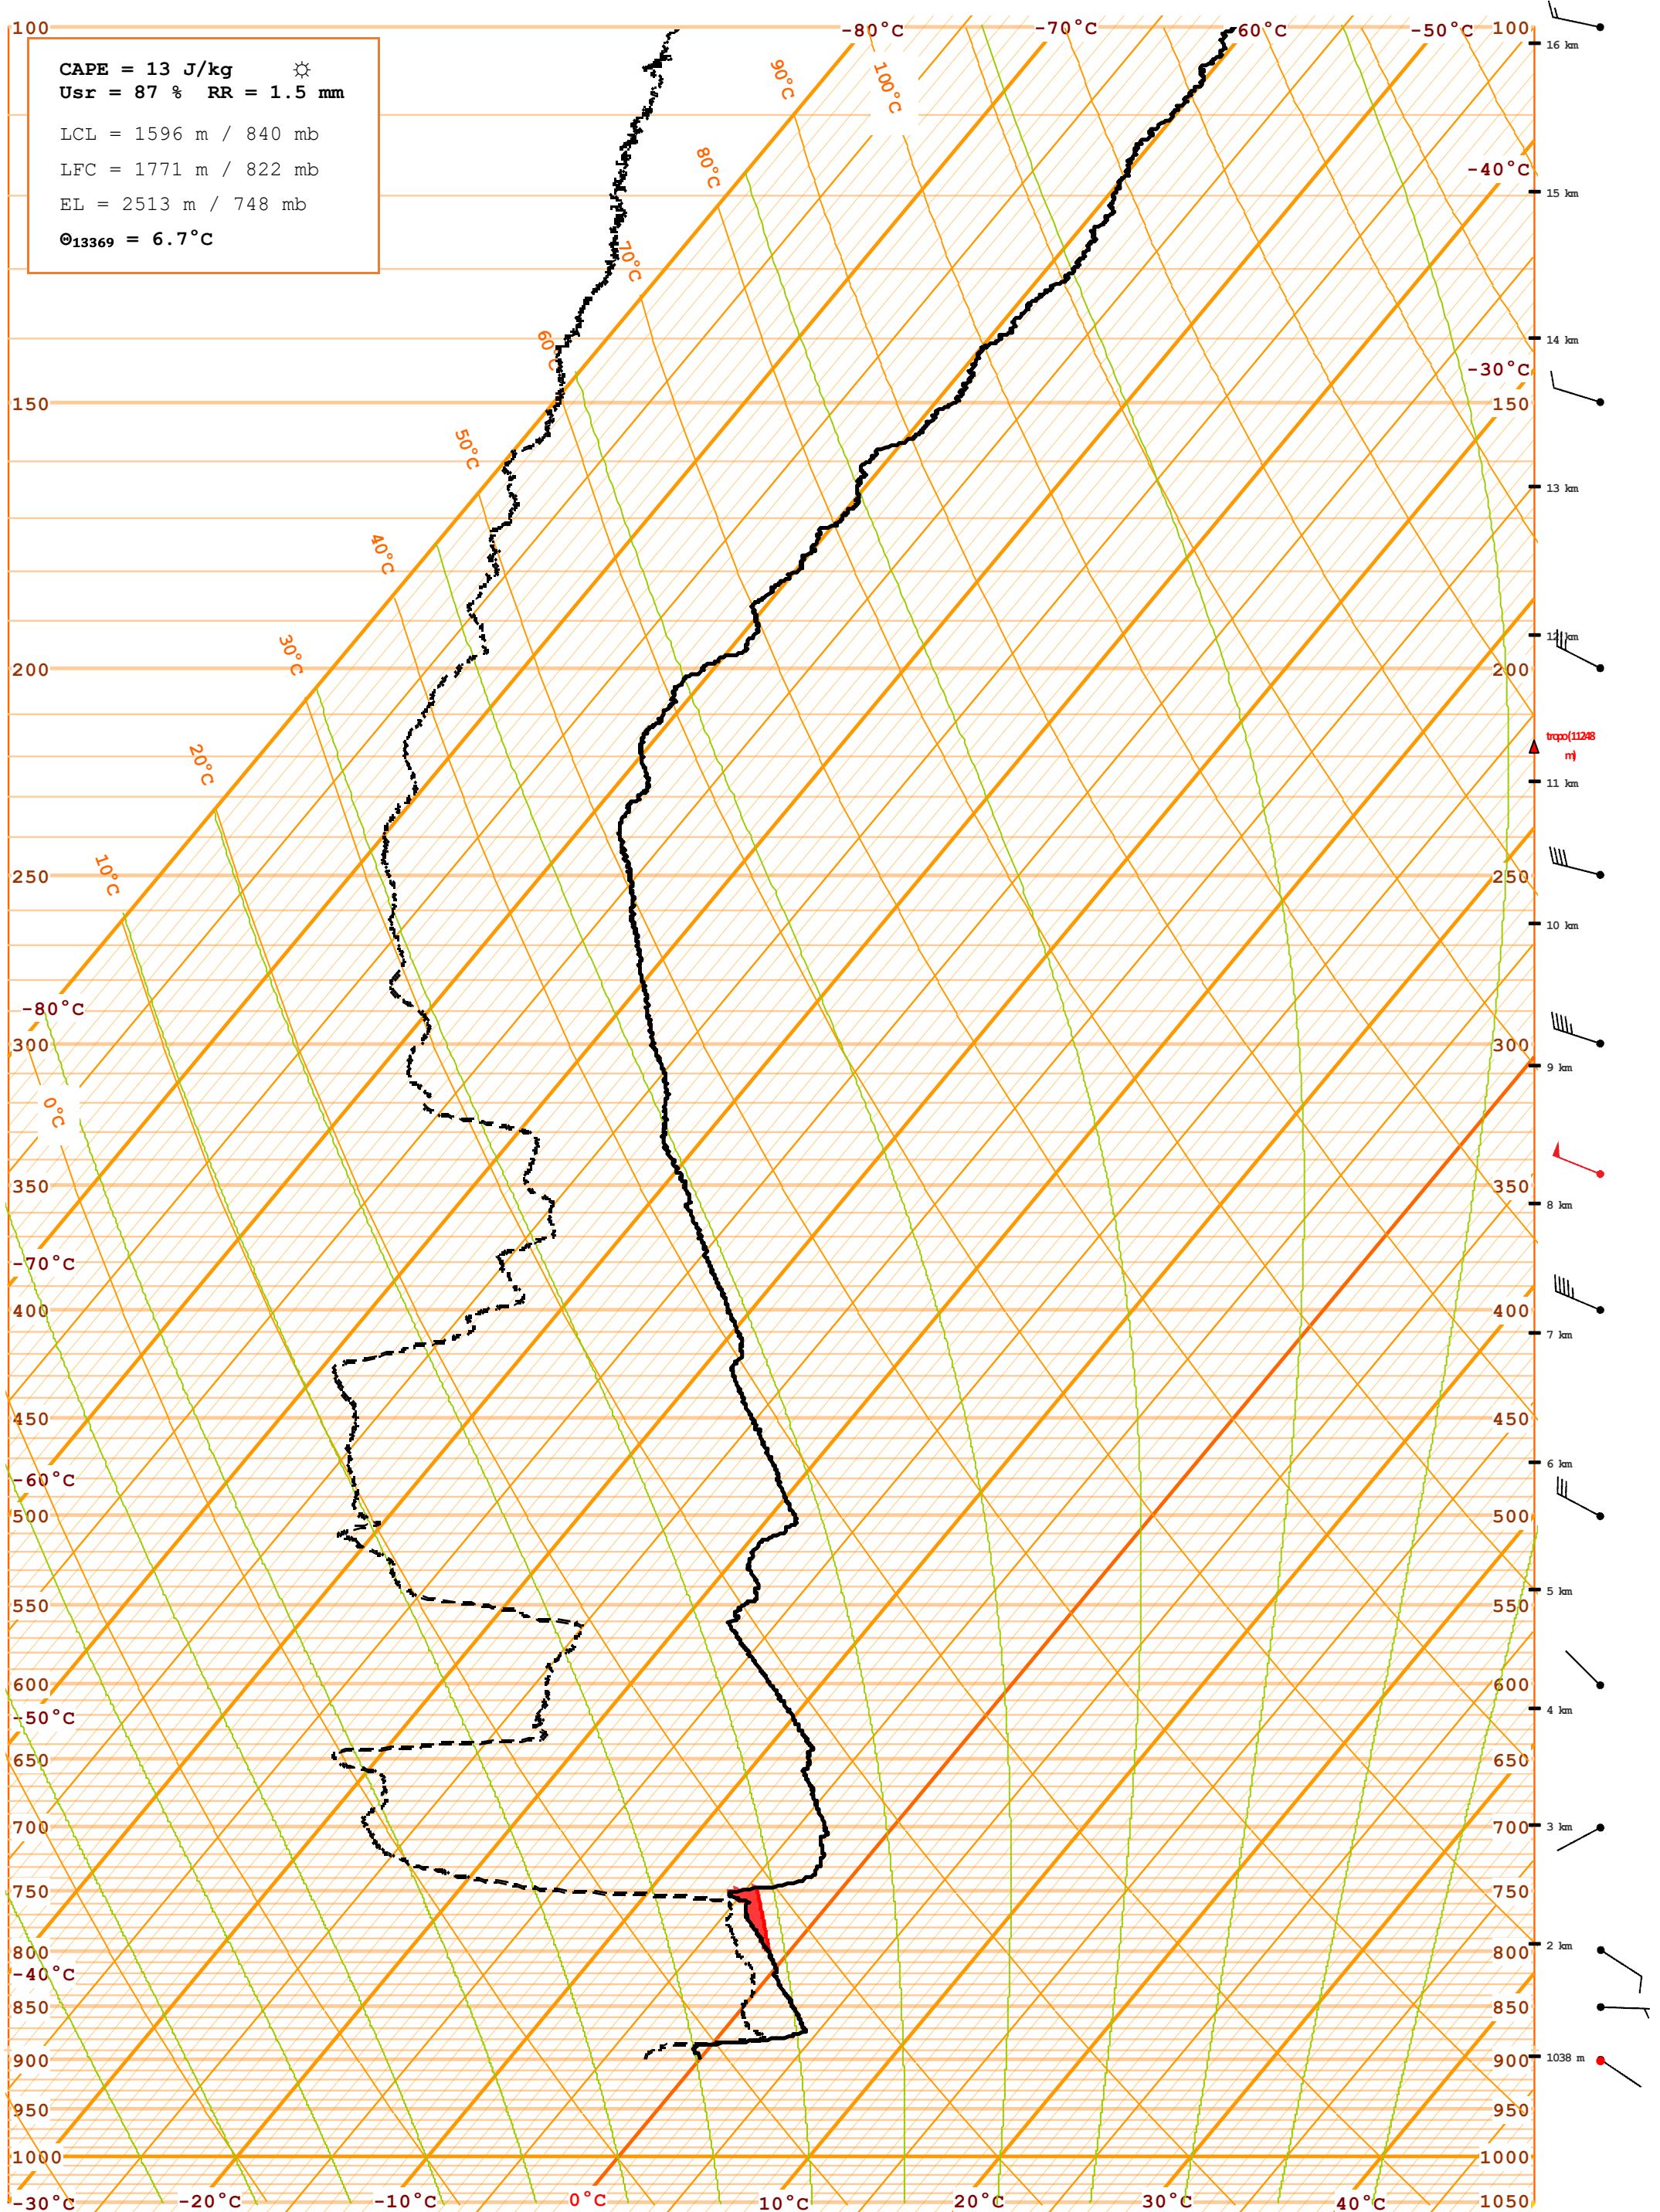 100 -80°C -70°C -60°C -50°C 100
16 km
CAPE = 13 J/kg ☼
Usr = 87 % RR = 1.5 mm
LCL = 1596 m / 840 mb
LFC = 1771 m / 822 mb
EL = 2513 m / 748 mb
Θ13369 = 6.7°C
90°C 100°C
80°C -40°C
15 km
70°C
60°C 14 km
-30°C
150 150
50°C
13 km
40°C
12 km
30°C
200 200
20°C tropo(11248
m)
11 km
10°C 250 250
10 km
-80°C
300 300
9 km
0°C
350 350
8 km
-70°C
400 400
7 km
450 450
6 km
-60°C
500 500
5 km
550 550
600 600
4 km
-50°C
650 650
700 700 3 km
750 750
2 km
800 800
-40°C
850 850
900 900 1038 m
950 950
1000 1000
-30°C -20°C -10°C 0°C 10°C 20°C 30°C 40°C 1050